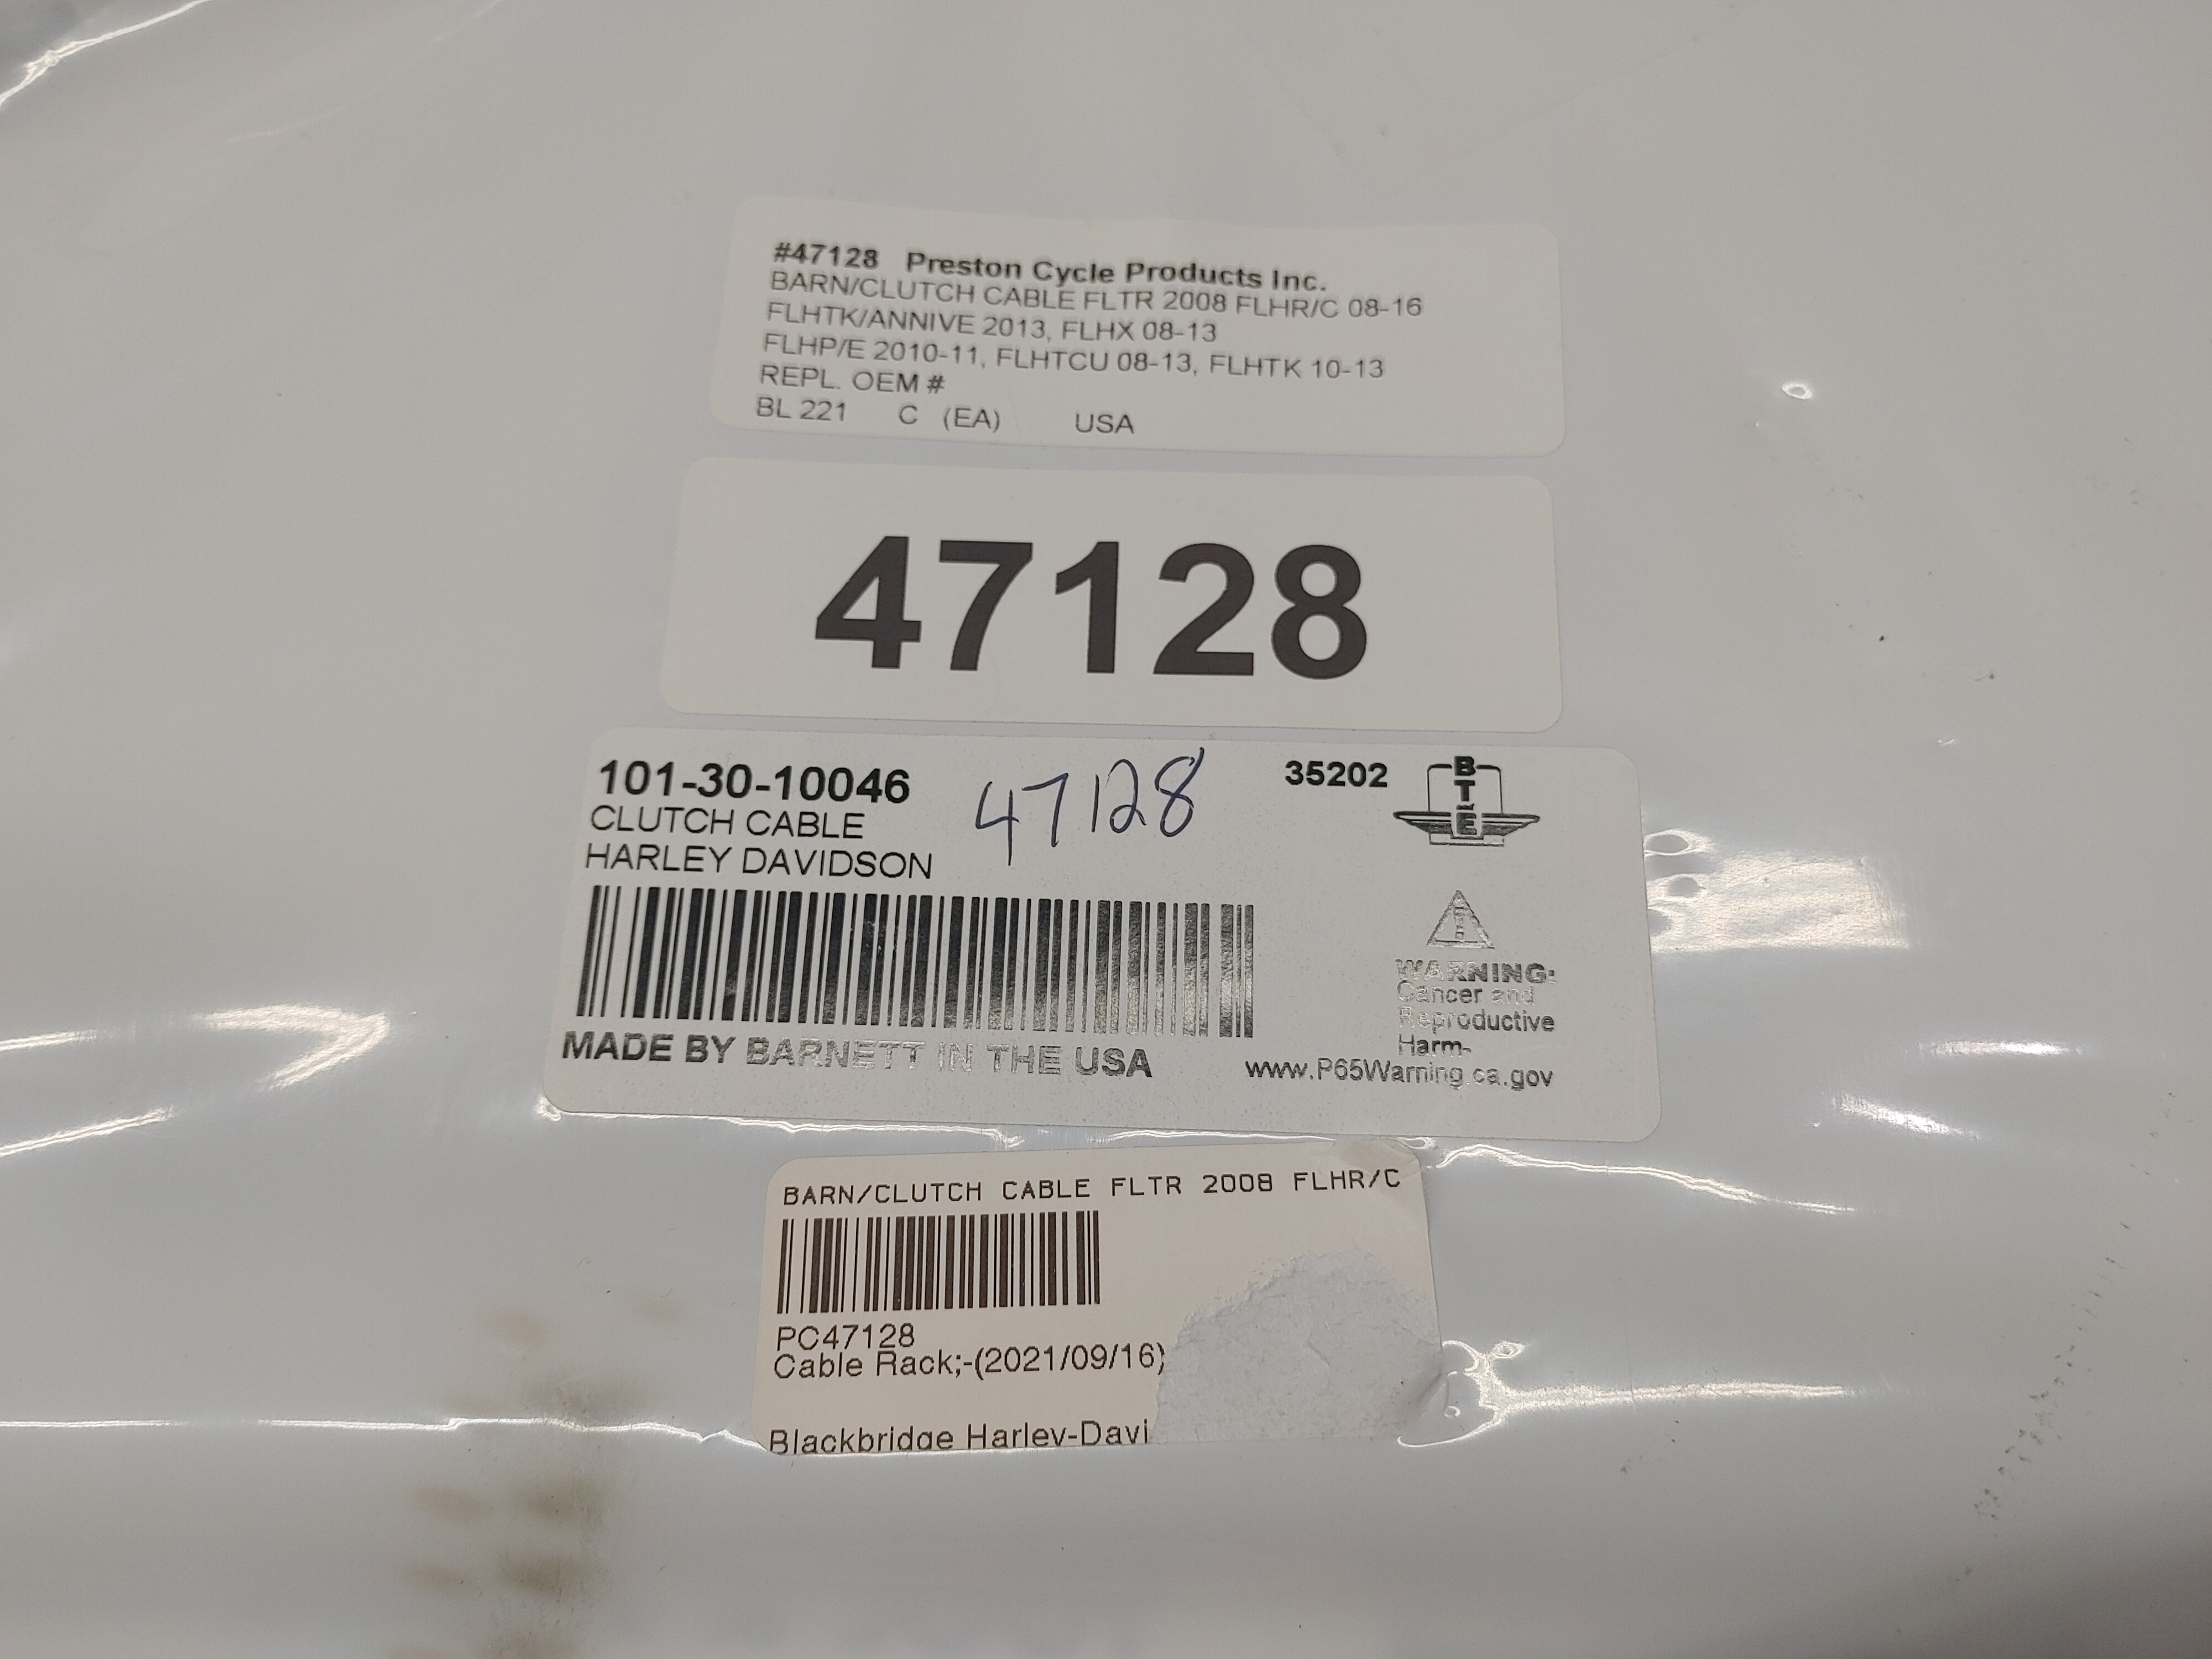 #47128 Preston Cycle Products Inc.
BARN/CLUTCH CABLE FLTR 2008 FLHR/C 08-16
FLHTK/ANNIVE 2013, FLHX 08-13
FLHP/E 2010-11, FLHTCU 08-13, FLHTK 10-13
REPL. OEM #
BL 221 C (EA) USA
47128
101-30-10046 47128 35202
BTE
CLUTCH CABLE
HARLEY DAVIDSON
WARNING:
Cancer and
Reproductive
Harm-
www.P65Warning.ca.gov
MADE BY BARNETT IN THE USA
BARN/CLUTCH CABLE FLTR 2008 FLHR/C
PC47128
Cable Rack;-(2021/09/16)
Blackbridge Harley-Davi